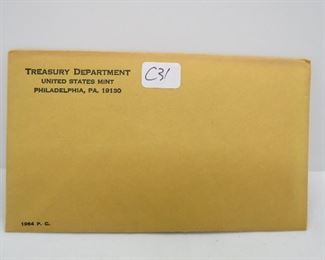 TREASURY DEPARTMENT
C31
UNITED STATES MINT
PHILADELPHIA, PA. 19130
1964 P. C.